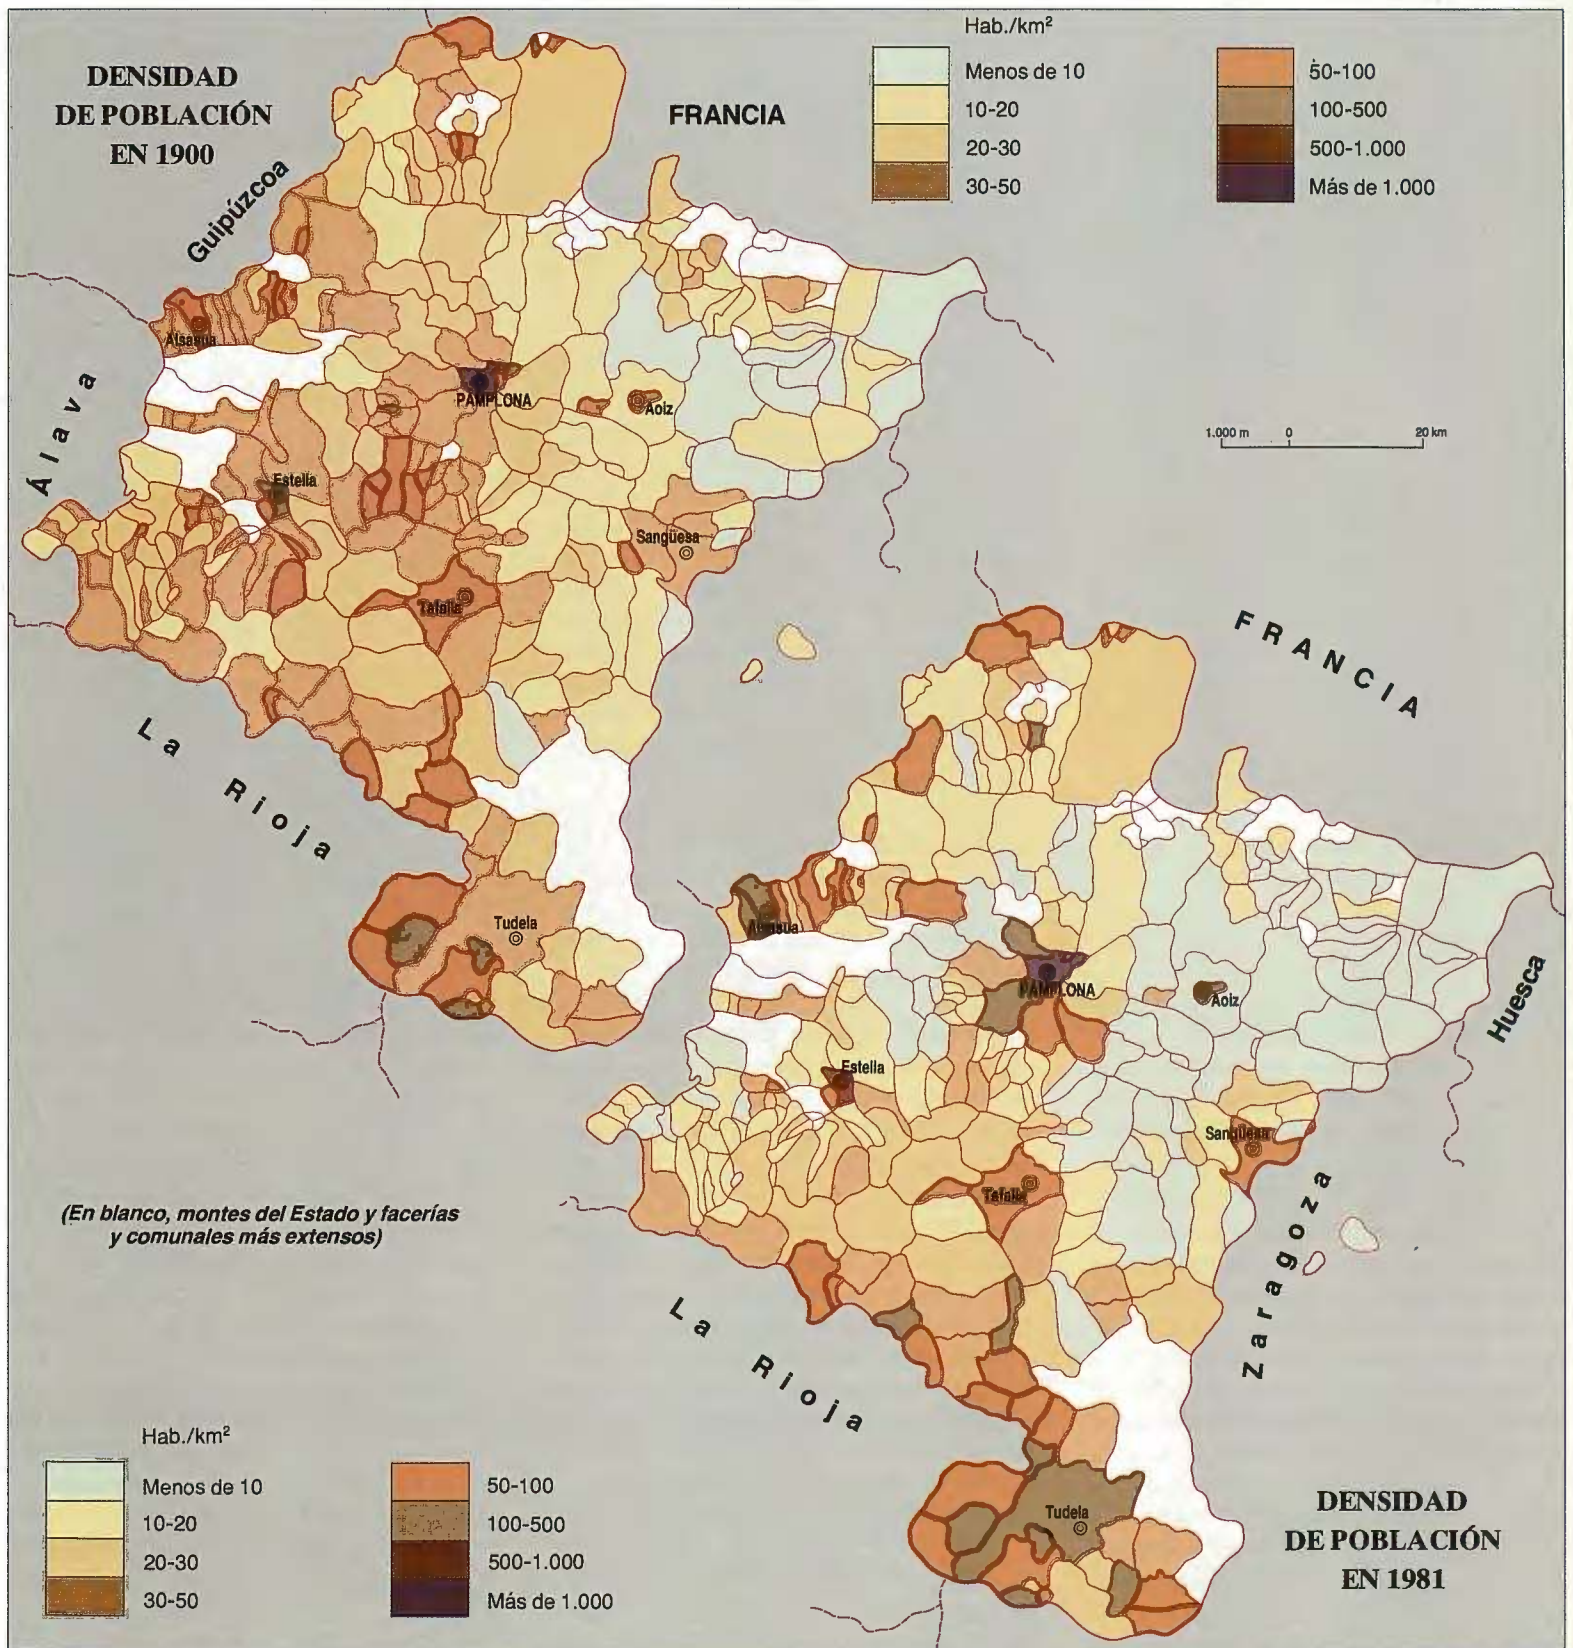 DENSIDAD
DE POBLACIÓN
EN 1900
Hab./km²
Menos de 10
10-20
20-30
30-50
50-100
100-500
500-1.000
Más de 1.000
FRANCIA
Guipúzcoa
Álava
Alsasua
PAMPLONA
Aoiz
Estella
Sangüesa
Tafalla
La Rioja
Tudela
1.000 m 0 20 km
FRANCIA
Alsasua
PAMPLONA
Aoiz
Huesca
Estella
Sangüesa
Tafalla
Zaragoza
La Rioja
Tudela
(En blanco, montes del Estado y facerías
y comunales más extensos)
Hab./km²
Menos de 10
10-20
20-30
30-50
50-100
100-500
500-1.000
Más de 1.000
DENSIDAD
DE POBLACIÓN
EN 1981